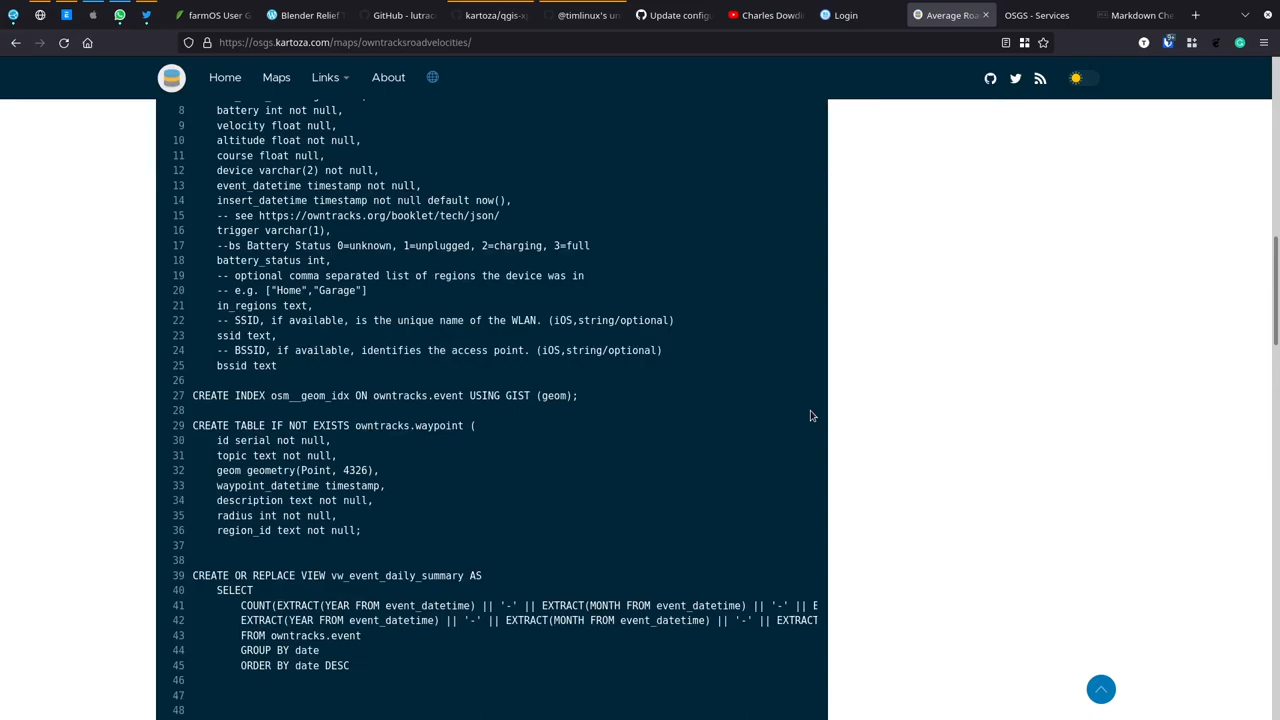 farmOS User G
Blender Relief
GitHub - lutrac
kartoza/qgis-x
@timlinux's un
Update config
Charles Dowdi
Login
Average Roa
OSGS - Services
Markdown Che
https://osgs.kartoza.com/maps/owntracksroadvelocities/
Home Maps Links About
8 battery int not null,
9 velocity float null,
10 altitude float not null,
11 course float null,
12 device varchar(2) not null,
13 event_datetime timestamp not null,
14 insert_datetime timestamp not null default now(),
15 -- see https://owntracks.org/booklet/tech/json/
16 trigger varchar(1),
17 --bs Battery Status 0=unknown, 1=unplugged, 2=charging, 3=full
18 battery_status int,
19 -- optional comma separated list of regions the device was in
20 -- e.g. ["Home","Garage"]
21 in_regions text,
22 -- SSID, if available, is the unique name of the WLAN. (iOS,string/optional)
23 ssid text,
24 -- BSSID, if available, identifies the access point. (iOS,string/optional)
25 bssid text
26
27 CREATE INDEX osm__geom_idx ON owntracks.event USING GIST (geom);
28
29 CREATE TABLE IF NOT EXISTS owntracks.waypoint (
30 id serial not null,
31 topic text not null,
32 geom geometry(Point, 4326),
33 waypoint_datetime timestamp,
34 description text not null,
35 radius int not null,
36 region_id text not null;
37
38
39 CREATE OR REPLACE VIEW vw_event_daily_summary AS
40 SELECT
41 COUNT(EXTRACT(YEAR FROM event_datetime) || '-' || EXTRACT(MONTH FROM event_datetime) || '-' || E
42 EXTRACT(YEAR FROM event_datetime) || '-' || EXTRACT(MONTH FROM event_datetime) || '-' || EXTRACT
43 FROM owntracks.event
44 GROUP BY date
45 ORDER BY date DESC
46
47
48